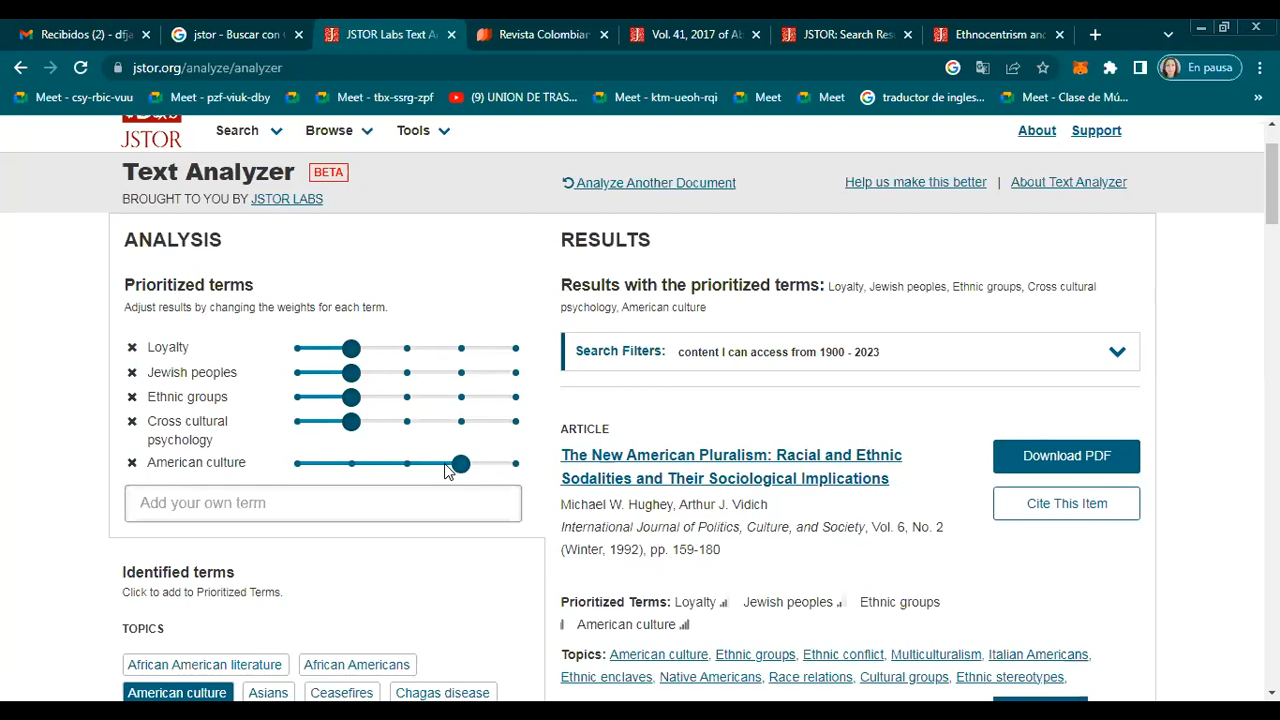 Recibidos (2) - dfja
jstor - Buscar con
JSTOR Labs Text A
Revista Colombian
Vol. 41, 2017 of Ab
JSTOR: Search Res
Ethnocentrism and
jstor.org/analyze/analyzer
En pausa
Meet - csy-rbic-vuu
Meet - pzf-viuk-dby
Meet - tbx-ssrg-pzf
(9) UNION DE TRAS...
Meet - ktm-ueoh-rqi
Meet
Meet
traductor de ingles...
Meet - Clase de Mú...
JSTOR
Search
Browse
Tools
About
Support
Text Analyzer
BETA
BROUGHT TO YOU BY JSTOR LABS
Analyze Another Document
Help us make this better | About Text Analyzer
ANALYSIS
Prioritized terms
Adjust results by changing the weights for each term.
Loyalty
Jewish peoples
Ethnic groups
Cross cultural
psychology
American culture
Add your own term
Identified terms
Click to add to Prioritized Terms.
TOPICS
African American literature
African Americans
American culture
Asians
Ceasefires
Chagas disease
RESULTS
Results with the prioritized terms: Loyalty, Jewish peoples, Ethnic groups, Cross cultural
psychology, American culture
Search Filters: content I can access from 1900 - 2023
ARTICLE
The New American Pluralism: Racial and Ethnic
Sodalities and Their Sociological Implications
Michael W. Hughey, Arthur J. Vidich
International Journal of Politics, Culture, and Society, Vol. 6, No. 2
(Winter, 1992), pp. 159-180
Download PDF
Cite This Item
Prioritized Terms: Loyalty Jewish peoples Ethnic groups
American culture
Topics: American culture, Ethnic groups, Ethnic conflict, Multiculturalism, Italian Americans,
Ethnic enclaves, Native Americans, Race relations, Cultural groups, Ethnic stereotypes,